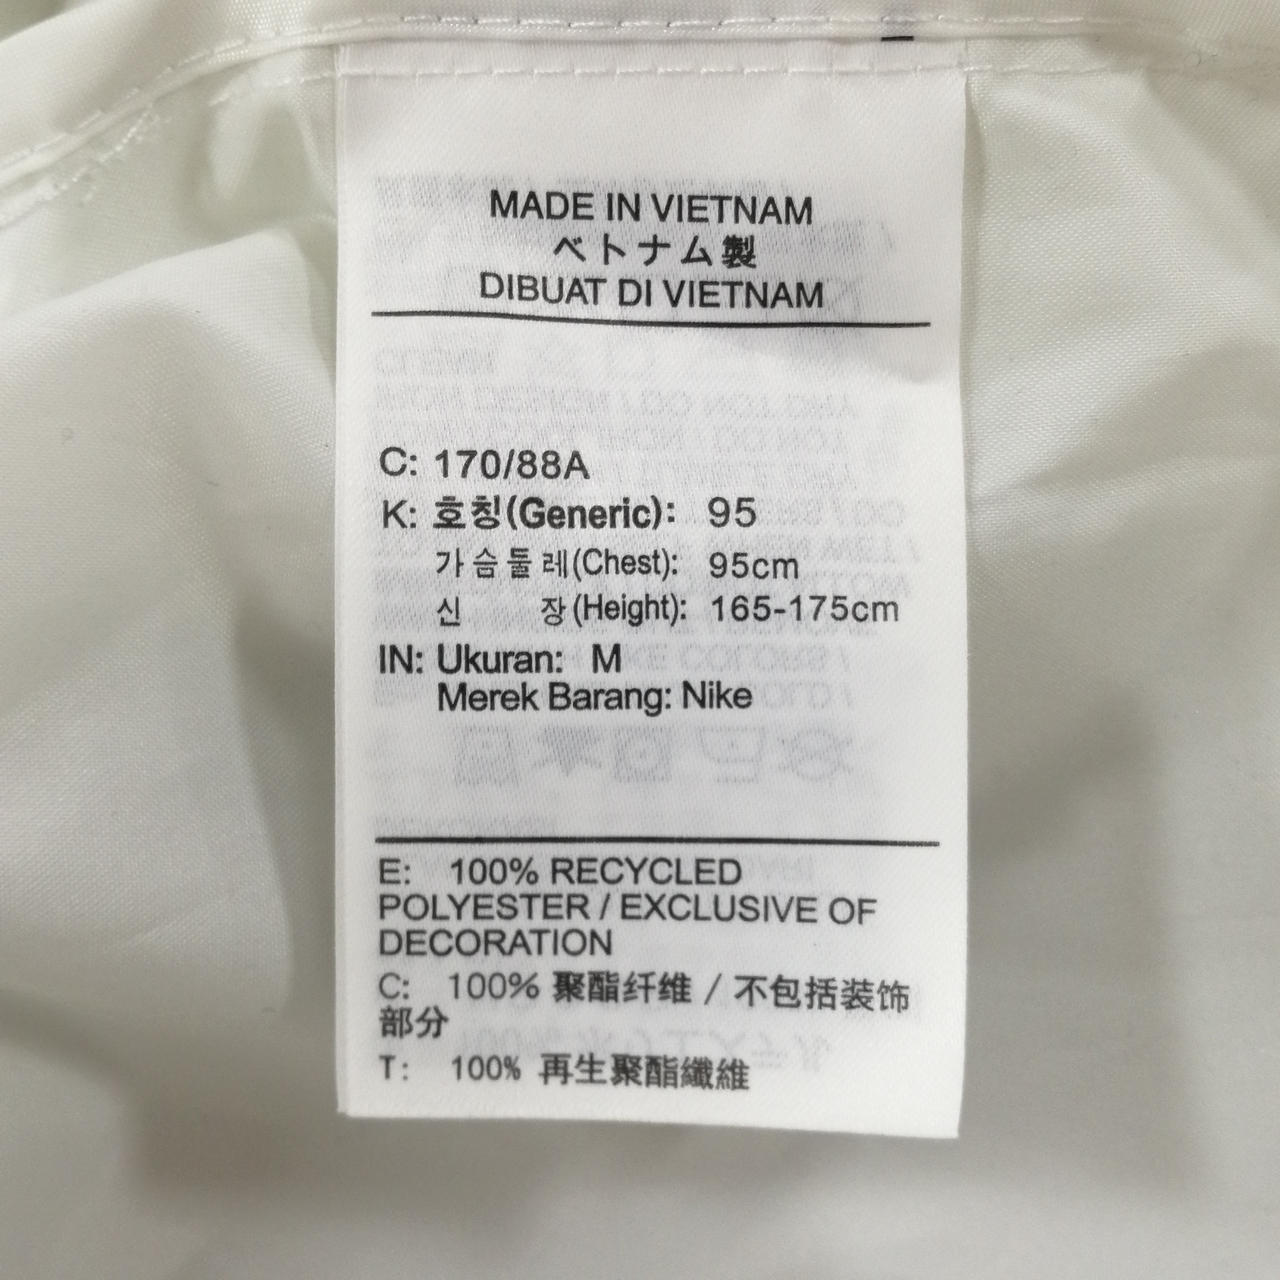 MADE IN VIETNAM
ベトナム製
DIBUAT DI VIETNAM
C: 170/88A
K: 호칭(Generic): 95
가슴둘레(Chest): 95cm
신 장(Height): 165-175cm
IN: Ukuran: M
Merek Barang: Nike
E: 100% RECYCLED
POLYESTER / EXCLUSIVE OF
DECORATION
C: 100% 聚酯纤维 / 不包括装饰
部分
T: 100% 再生聚酯纖維